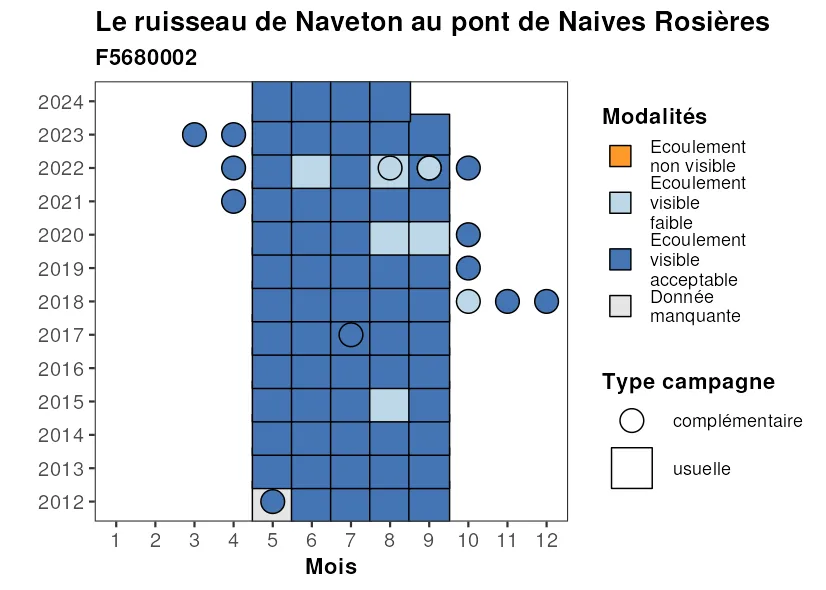 Le ruisseau de Naveton au pont de Naives Rosières
F5680002
2024
2023
2022
2021
2020
2019
2018
2017
2016
2015
2014
2013
2012
1 2 3 4 5 6 7 8 9 10 11 12
Mois
Modalités
Ecoulement
non visible
Ecoulement
visible
faible
Ecoulement
visible
acceptable
Donnée
manquante
Type campagne
complémentaire
usuelle